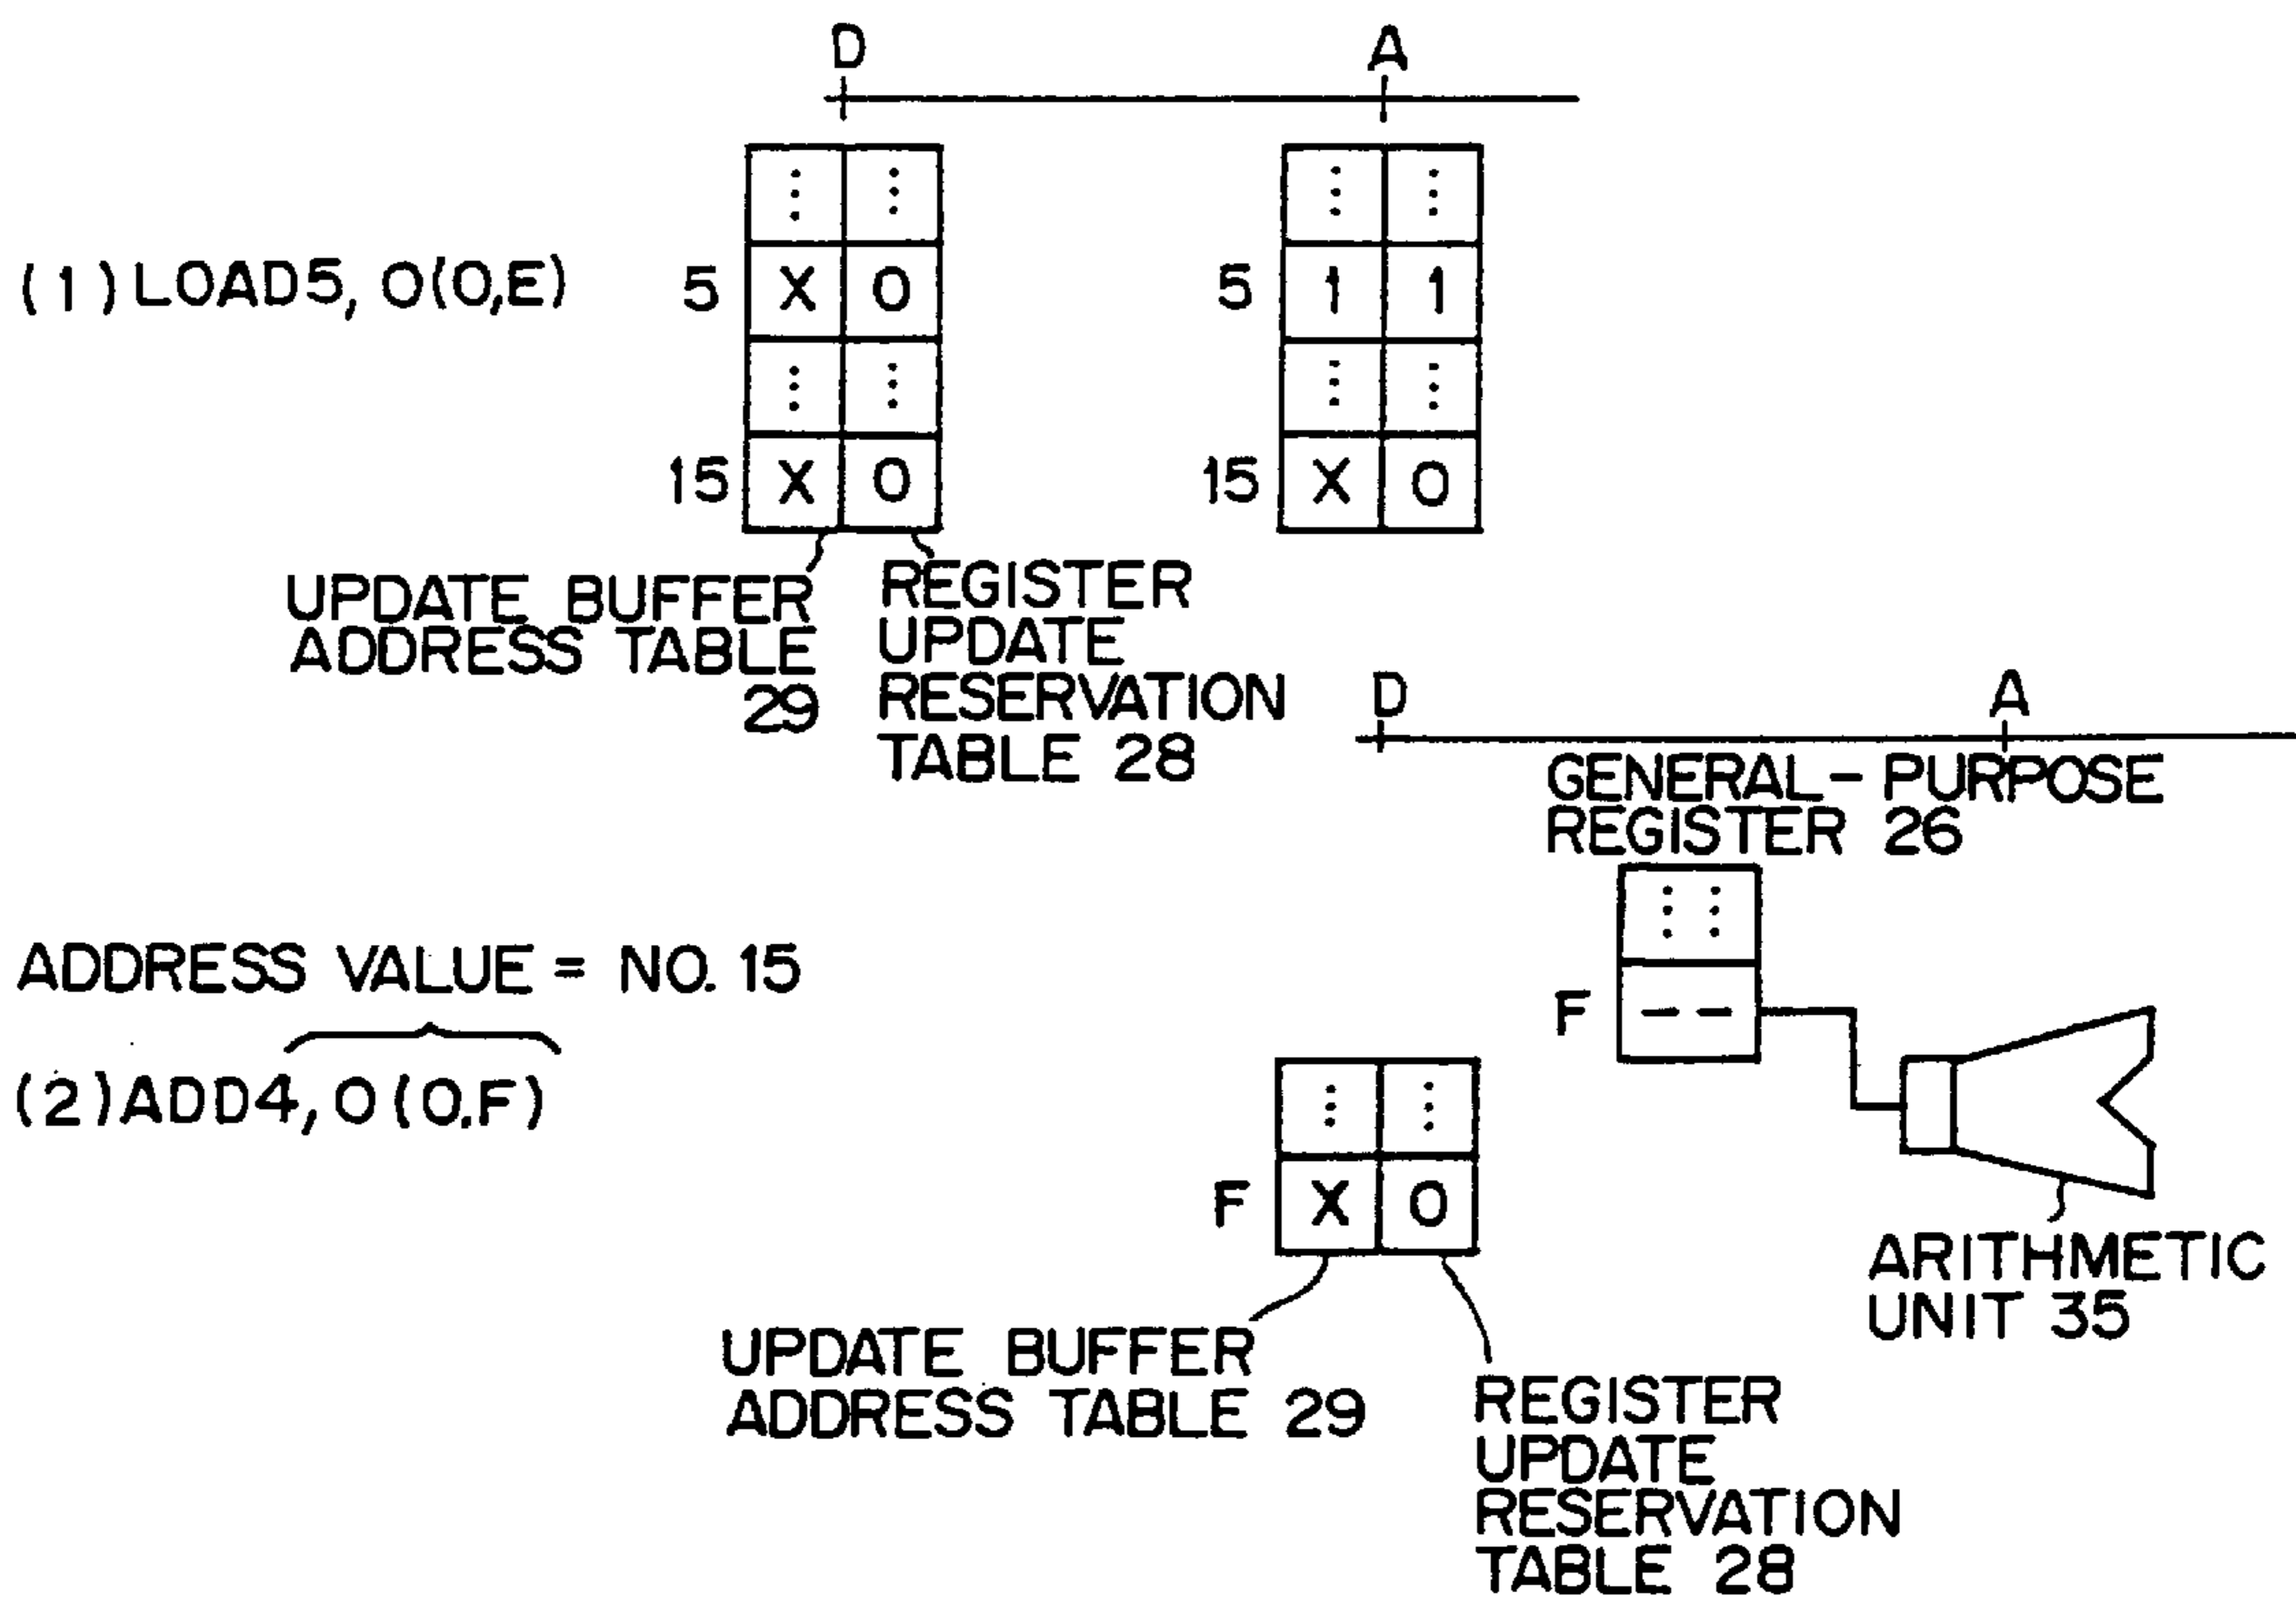 D A
(1) LOAD5, 0(0,E)
5 X 0
5 1 1
15 X 0
15 X 0
UPDATE BUFFER
ADDRESS TABLE
29
REGISTER
UPDATE
RESERVATION
TABLE 28
D A
GENERAL-PURPOSE
REGISTER 26
F — —
ADDRESS VALUE = NO. 15
(2) ADD4, 0(0,F)
F X 0
ARITHMETIC
UNIT 35
UPDATE BUFFER
ADDRESS TABLE 29
REGISTER
UPDATE
RESERVATION
TABLE 28